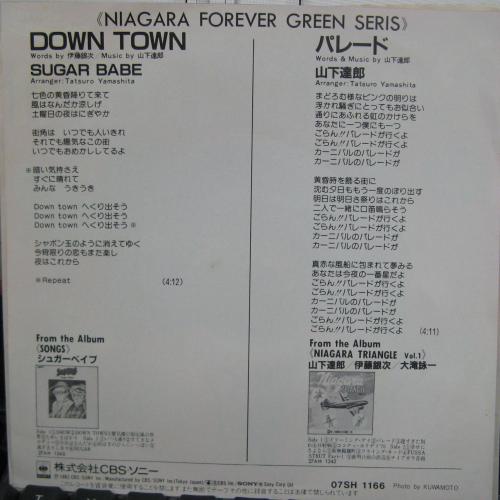 《NIAGARA FOREVER GREEN SERIS》
DOWN TOWN
Words by 伊藤銀次/Music by 山下達郎
SUGAR BABE
Arranger: Tatsuro Yamashita
七色の黄昏降りて来て
風はなんだか涼しげ
土曜日の夜はにぎやか
街角は いつでも人いきれ
それでも陽気なこの街
いつでもおめかししてるよ
※暗い気持さえ
すぐに晴れて
みんな うきうき
Down town へくり出そう
Down town へくり出そう
Down town へくり出そう※
シャボン玉のように消えてゆく
今宵限りの恋もまた楽し
夜はこれから
※Repeat
(4:12)
From the Album
《SONGS》
シュガーベイブ
パレード
Words & Music by 山下達郎
山下達郎
Arranger: Tatsuro Yamashita
まどろむ様なピンクの明りは
浮かれ騒ぎにとってもお似合い
通りにあふれる虹のかけらを
あなたに一つ僕にも一つ
ごらん!!パレードが行くよ
ごらん!!パレードが行くよ
カーニバルのパレードが
カーニバルのパレードが
黄昏時を飾る街に
沈む夕日ももう一度のぼり出す
明日は明日さ祭りはこれから
二人で一緒に口笛鳴らそう
ごらん!!パレードが行くよ
ごらん!!パレードが行くよ
カーニバルのパレードが
カーニバルのパレードが
真赤な風船に包まれて夢みる
あなたは今夜の一番星だよ
ごらん!!パレードが行くよ
ごらん!!パレードが行くよ
カーニバルのパレードが
カーニバルのパレードが
ごらん!!パレードが行くよ
ごらん!!パレードが行くよ
(4:11)
From the Album
《NIAGARA TRIANGLE Vol.1》
山下達郎/伊藤銀次/大滝詠一
株式会社CBS・ソニー
07SH 1166
Photo by KUWAMOTO